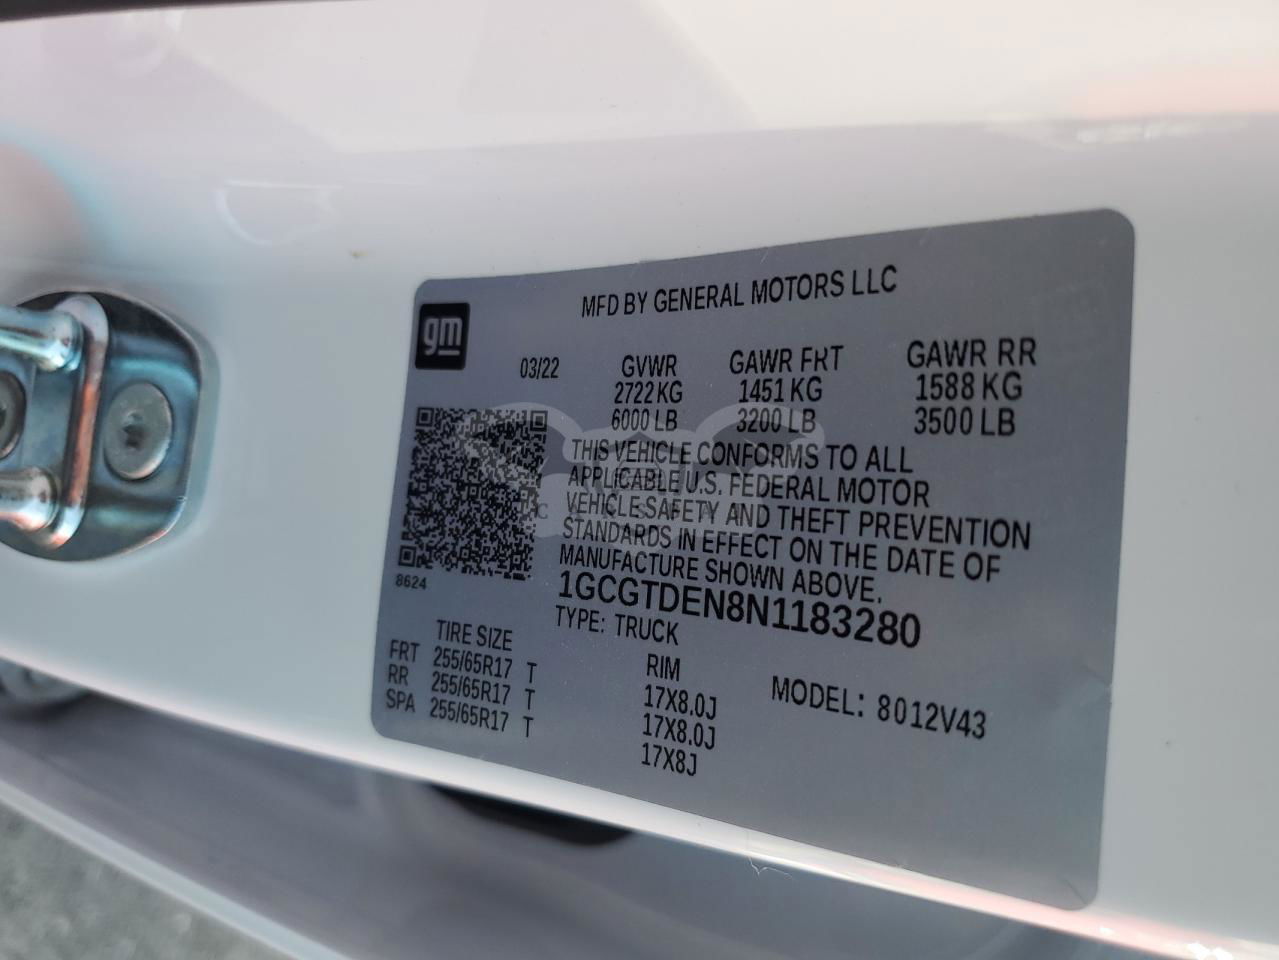 MFD BY GENERAL MOTORS LLC
gm
03/22 GVWR GAWR FRT GAWR RR
2722 KG 1451 KG 1588 KG
6000 LB 3200 LB 3500 LB
THIS VEHICLE CONFORMS TO ALL
APPLICABLE U.S. FEDERAL MOTOR
VEHICLE SAFETY AND THEFT PREVENTION
STANDARDS IN EFFECT ON THE DATE OF
MANUFACTURE SHOWN ABOVE.
8624
1GCGTDEN8N1183280
TYPE: TRUCK
TIRE SIZE RIM MODEL: 8012V43
FRT 255/65R17 T 17X8.0J
RR 255/65R17 T 17X8.0J
SPA 255/65R17 T 17X8J